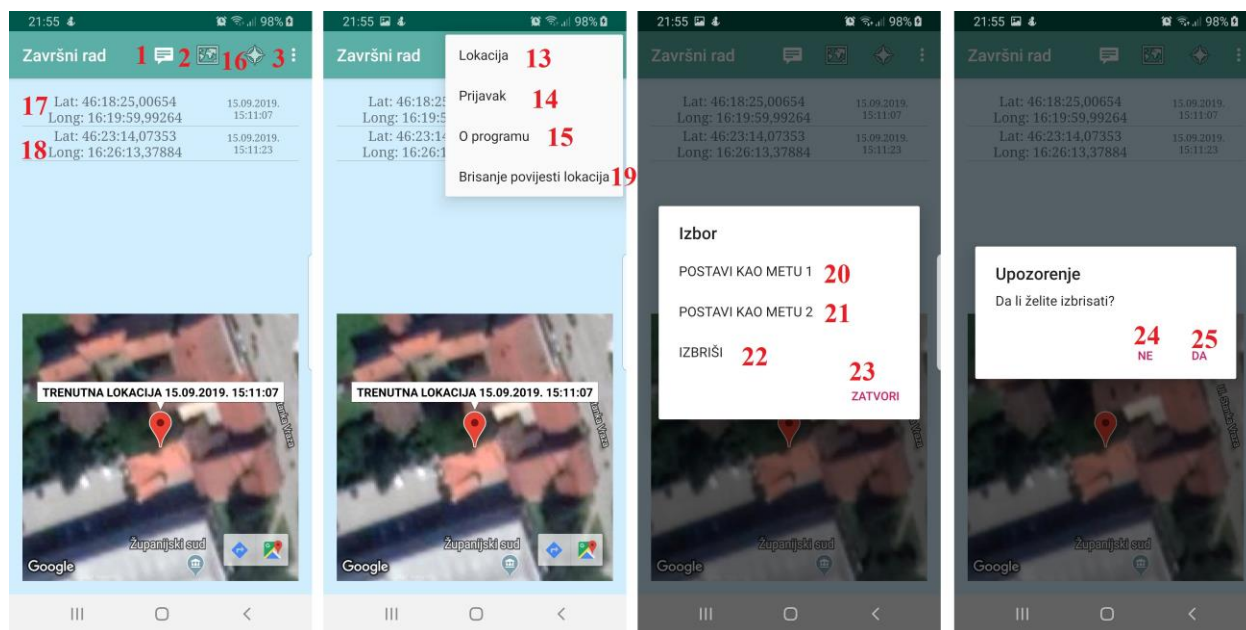 21:55 98%
Završni rad 1 2 16 3
17 Lat: 46:18:25,00654 15.09.2019.
Long: 16:19:59,99264 15:11:07
18 Lat: 46:23:14,07353 15.09.2019.
Long: 16:26:13,37884 15:11:23
TRENUTNA LOKACIJA 15.09.2019. 15:11:07
Županijski sud
Google
21:55 98%
Završni rad
Lat: 46:18:2
Long: 16:19:5
Lat: 46:23:1
Long: 16:26:1
Lokacija 13
Prijavak 14
O programu 15
Brisanje povijesti lokacija 19
TRENUTNA LOKACIJA 15.09.2019. 15:11:07
Županijski sud
Google
21:55 98%
Završni rad
Lat: 46:18:25,00654 15.09.2019.
Long: 16:19:59,99264 15:11:07
Lat: 46:23:14,07353 15.09.2019.
Long: 16:26:13,37884 15:11:23
Izbor
POSTAVI KAO METU 1 20
POSTAVI KAO METU 2 21
IZBRIŠI 22
23
ZATVORI
Županijski sud
Google
21:55 98%
Završni rad
Lat: 46:18:25,00654 15.09.2019.
Long: 16:19:59,99264 15:11:07
Lat: 46:23:14,07353 15.09.2019.
Long: 16:26:13,37884 15:11:23
Upozorenje
Da li želite izbrisati?
24 25
NE DA
Ul. Stanka Vraza
Županijski sud
Google